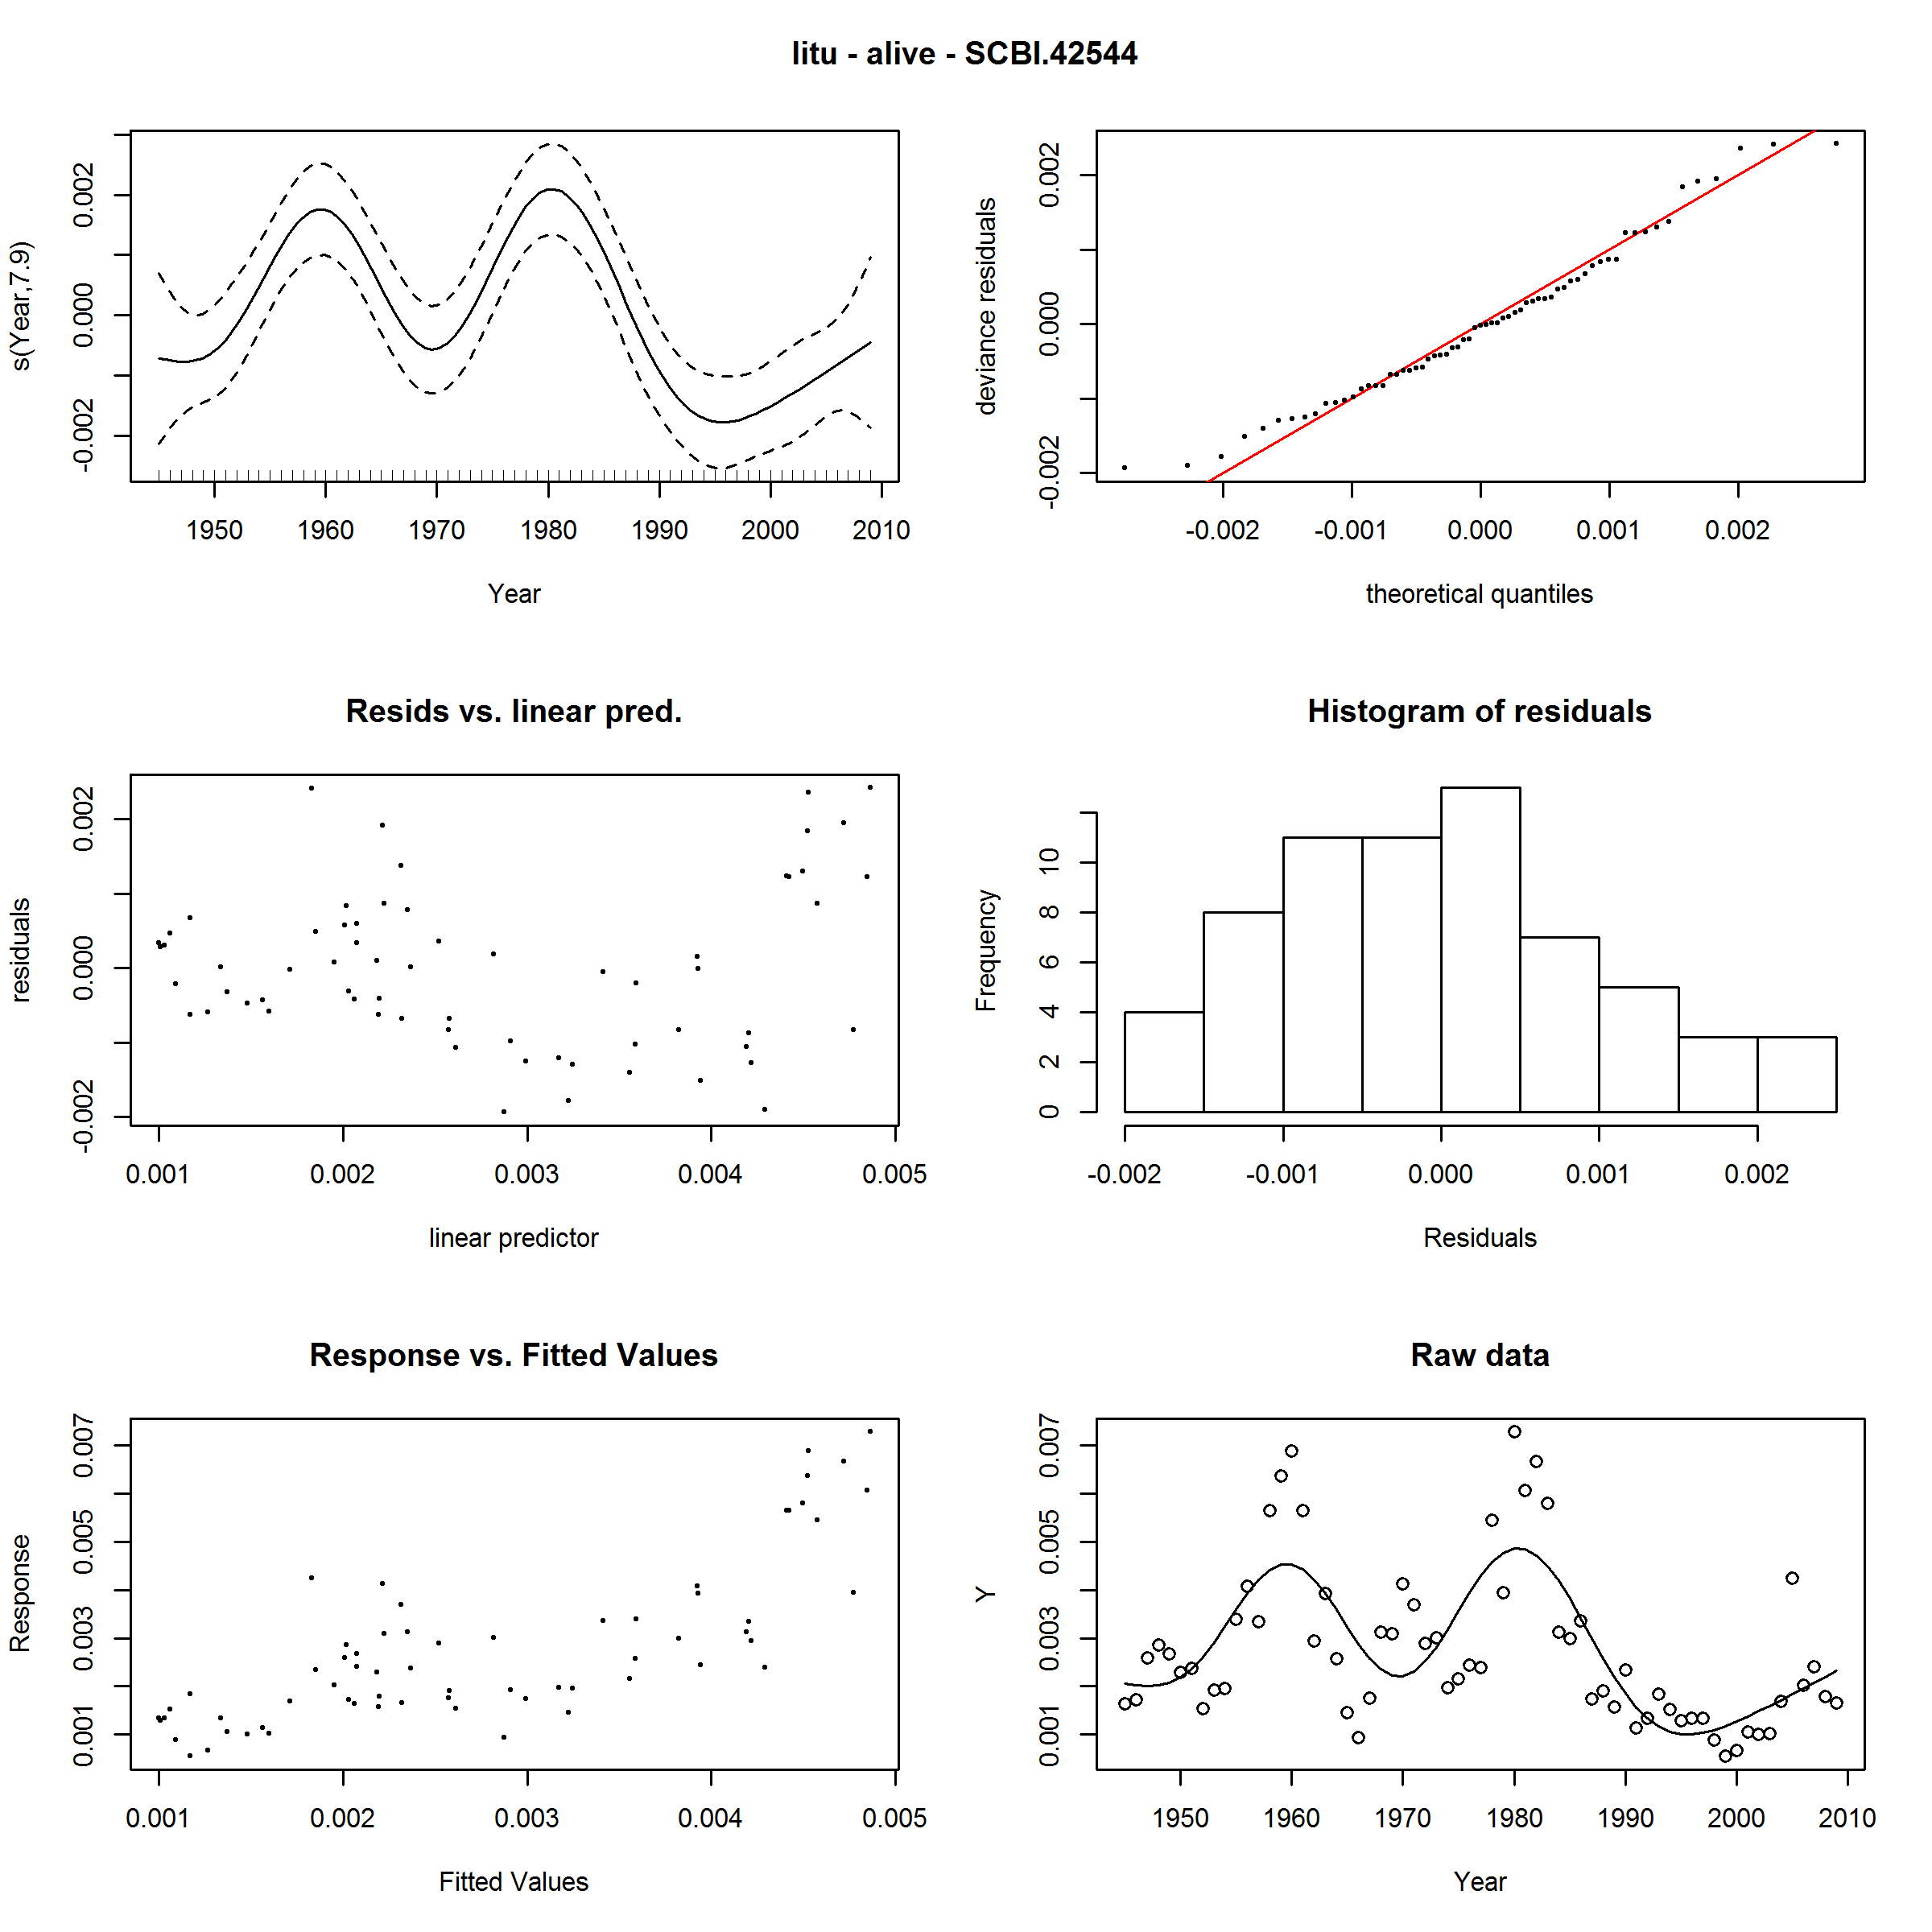 litu - alive - SCBI.42544
s(Year,7.9)
-0.002 0.000 0.002
1950 1960 1970 1980 1990 2000 2010
Year
deviance residuals
-0.002 0.000 0.002
-0.002 -0.001 0.000 0.001 0.002
theoretical quantiles
Resids vs. linear pred.
residuals
-0.002 0.000 0.002
0.001 0.002 0.003 0.004 0.005
linear predictor
Histogram of residuals
Frequency
0 2 4 6 8 10
-0.002 -0.001 0.000 0.001 0.002
Residuals
Response vs. Fitted Values
Response
0.001 0.003 0.005 0.007
0.001 0.002 0.003 0.004 0.005
Fitted Values
Raw data
Y
0.001 0.003 0.005 0.007
1950 1960 1970 1980 1990 2000 2010
Year